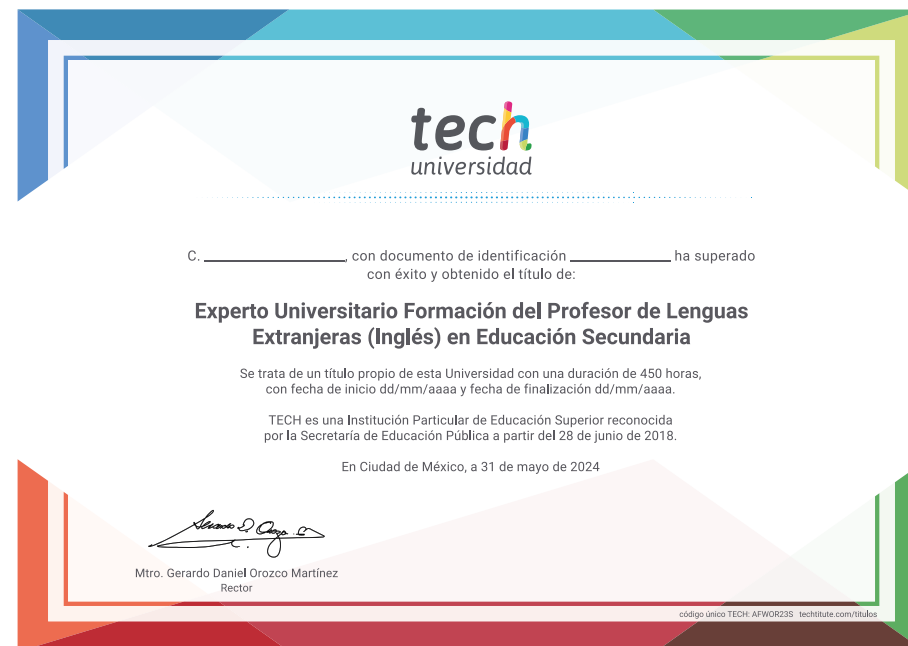 tech
universidad
C. ____________, con documento de identificación ____________ ha superado
con éxito y obtenido el título de:
Experto Universitario Formación del Profesor de Lenguas
Extranjeras (Inglés) en Educación Secundaria
Se trata de un título propio de esta Universidad con una duración de 450 horas,
con fecha de inicio dd/mm/aaaa y fecha de finalización dd/mm/aaaa.
TECH es una Institución Particular de Educación Superior reconocida
por la Secretaría de Educación Pública a partir del 28 de junio de 2018.
En Ciudad de México, a 31 de mayo de 2024
Mtro. Gerardo Daniel Orozco Martínez
Rector
código único TECH: AFWOR23S techtitute.com/titulos